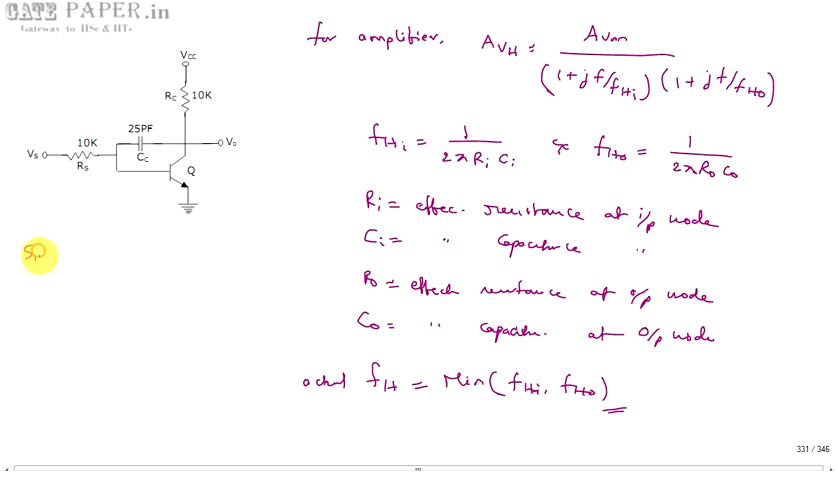 GATE PAPER.in
Gateway to IISc & IITs
for amplifier, AVH = AVm / (1+jf/fHi) (1+jf/fHo)
Vcc
RC 10K
25PF
CC
Vo
10K
Vs
RS
Q
fHi = 1 / 2πRiCi & fHo = 1 / 2πRoCo
Ri = effec. resistance at i/p node
Ci = " Capacitance "
Ro = effect resistance at o/p node
Co = " capacitan. at o/p node
actual fH = Min(fHi, fHo)
331 / 346